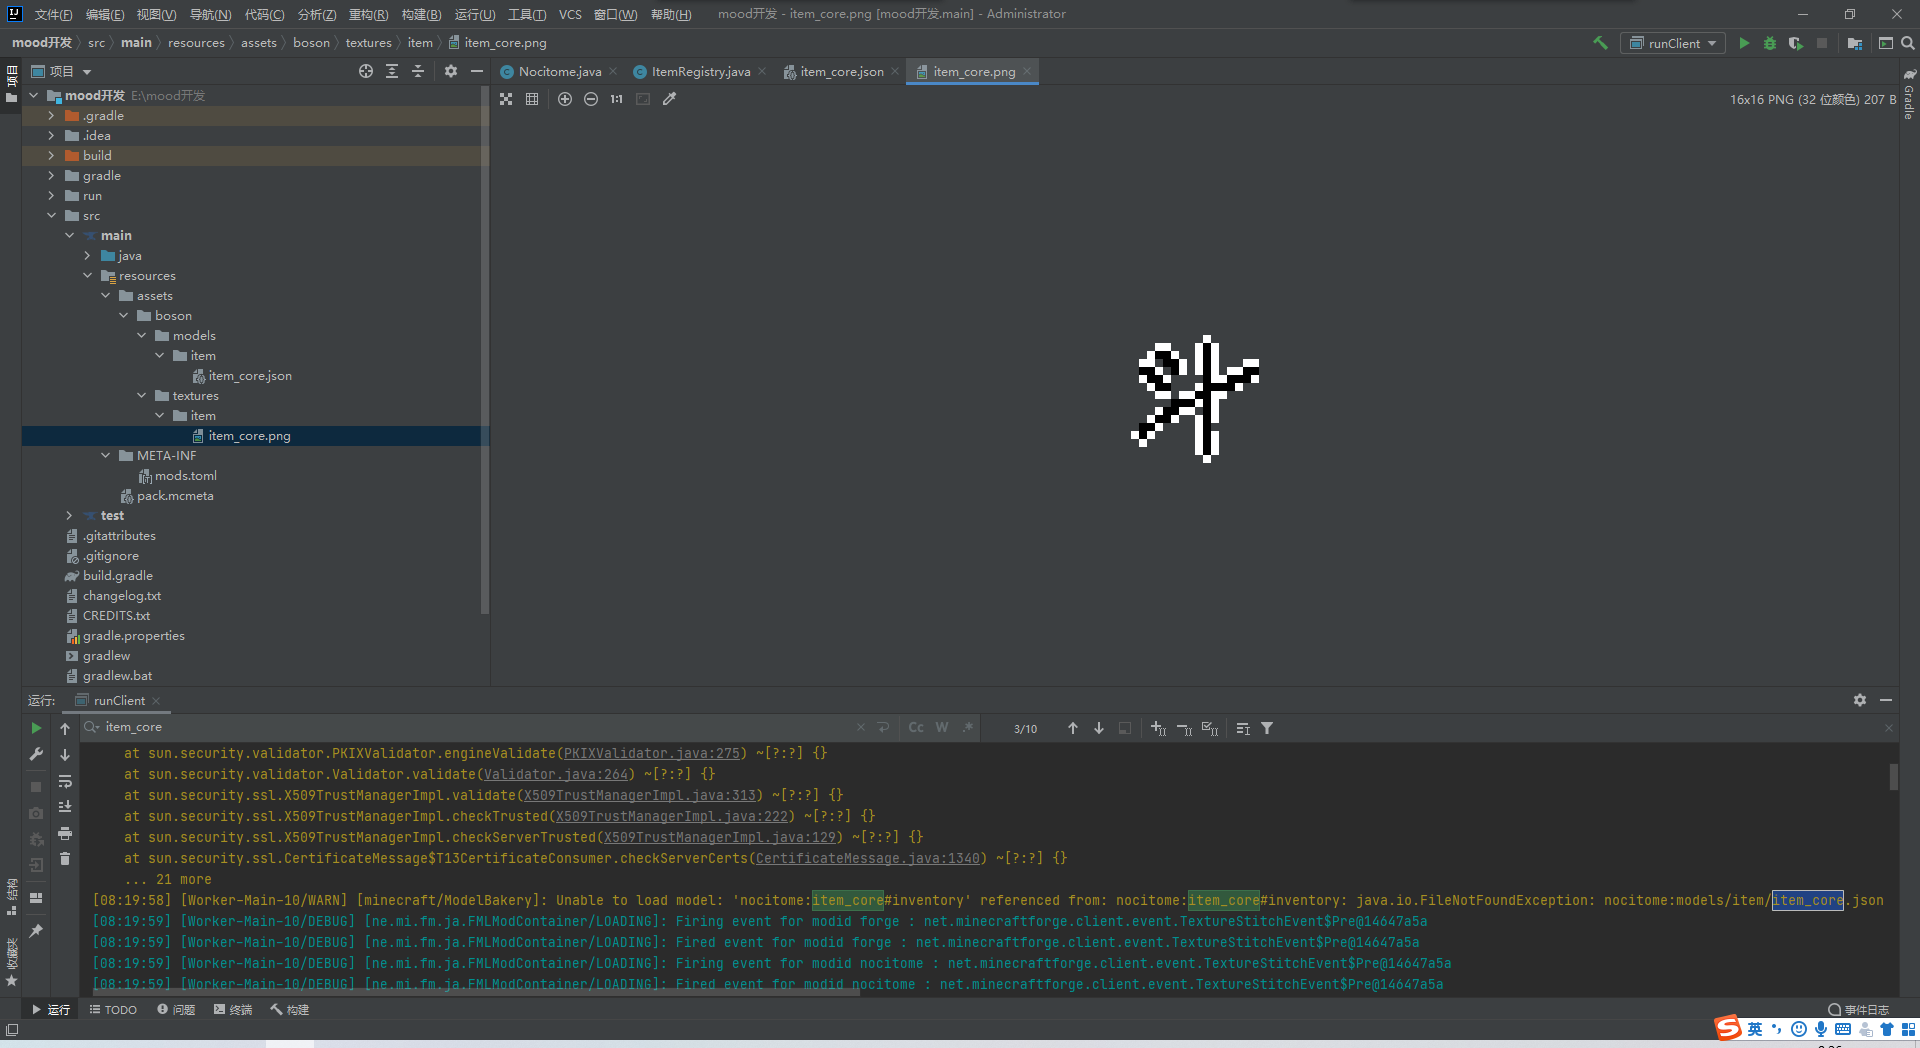 文件(F) 编辑(E) 视图(V) 导航(N) 代码(C) 分析(Z) 重构(R) 构建(B) 运行(U) 工具(T) VCS 窗口(W) 帮助(H) mood开发 - item_core.png [mood开发.main] - Administrator
mood开发 src main resources assets boson textures item item_core.png runClient
项目
项目
Nocitome.java ItemRegistry.java item_core.json item_core.png
1:1
16x16 PNG (32 位颜色) 207 B
Gradle
mood开发 E:\mood开发
.gradle
.idea
build
gradle
run
src
main
java
resources
assets
boson
models
item
item_core.json
textures
item
item_core.png
META-INF
mods.toml
pack.mcmeta
test
.gitattributes
.gitignore
build.gradle
changelog.txt
CREDITS.txt
gradle.properties
gradlew
gradlew.bat
运行: runClient
item_core Cc W .* 3/10
at sun.security.validator.PKIXValidator.engineValidate(PKIXValidator.java:275) ~[?:?] {}
at sun.security.validator.Validator.validate(Validator.java:264) ~[?:?] {}
at sun.security.ssl.X509TrustManagerImpl.validate(X509TrustManagerImpl.java:313) ~[?:?] {}
at sun.security.ssl.X509TrustManagerImpl.checkTrusted(X509TrustManagerImpl.java:222) ~[?:?] {}
at sun.security.ssl.X509TrustManagerImpl.checkServerTrusted(X509TrustManagerImpl.java:129) ~[?:?] {}
at sun.security.ssl.CertificateMessage$T13CertificateConsumer.checkServerCerts(CertificateMessage.java:1340) ~[?:?] {}
... 21 more
[08:19:58] [Worker-Main-10/WARN] [minecraft/ModelBakery]: Unable to load model: 'nocitome:item_core#inventory' referenced from: nocitome:item_core#inventory: java.io.FileNotFoundException: nocitome:models/item/item_core.json
[08:19:59] [Worker-Main-10/DEBUG] [ne.mi.fm.ja.FMLModContainer/LOADING]: Firing event for modid forge : net.minecraftforge.client.event.TextureStitchEvent$Pre@14647a5a
[08:19:59] [Worker-Main-10/DEBUG] [ne.mi.fm.ja.FMLModContainer/LOADING]: Fired event for modid forge : net.minecraftforge.client.event.TextureStitchEvent$Pre@14647a5a
[08:19:59] [Worker-Main-10/DEBUG] [ne.mi.fm.ja.FMLModContainer/LOADING]: Firing event for modid nocitome : net.minecraftforge.client.event.TextureStitchEvent$Pre@14647a5a
[08:19:59] [Worker-Main-10/DEBUG] [ne.mi.fm.ja.FMLModContainer/LOADING]: Fired event for modid nocitome : net.minecraftforge.client.event.TextureStitchEvent$Pre@14647a5a
结构
收藏夹
运行 TODO 问题 终端 构建 事件日志
英